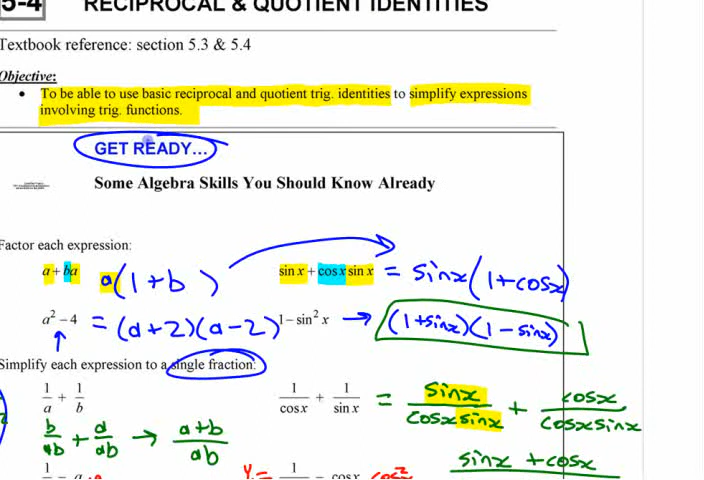 5-4 RECIPROCAL & QUOTIENT IDENTITIES
Textbook reference: section 5.3 & 5.4
Objective:
• To be able to use basic reciprocal and quotient trig. identities to simplify expressions
involving trig. functions.
GET READY...
Some Algebra Skills You Should Know Already
Factor each expression:
a + ba a(1+b) sin x + cos x sin x = sinx(1+cosx)
a² − 4 = (a+2)(a−2) 1 − sin² x → (1+sinx)(1−sinx)
Simplify each expression to a single fraction:
1/a + 1/b 1/cos x + 1/sin x = sinx/cosx sinx + cosx/cosx sinx
b/ab + a/ab → a+b/ab
sinx + cosx
1 − a 1 − cos x cos²